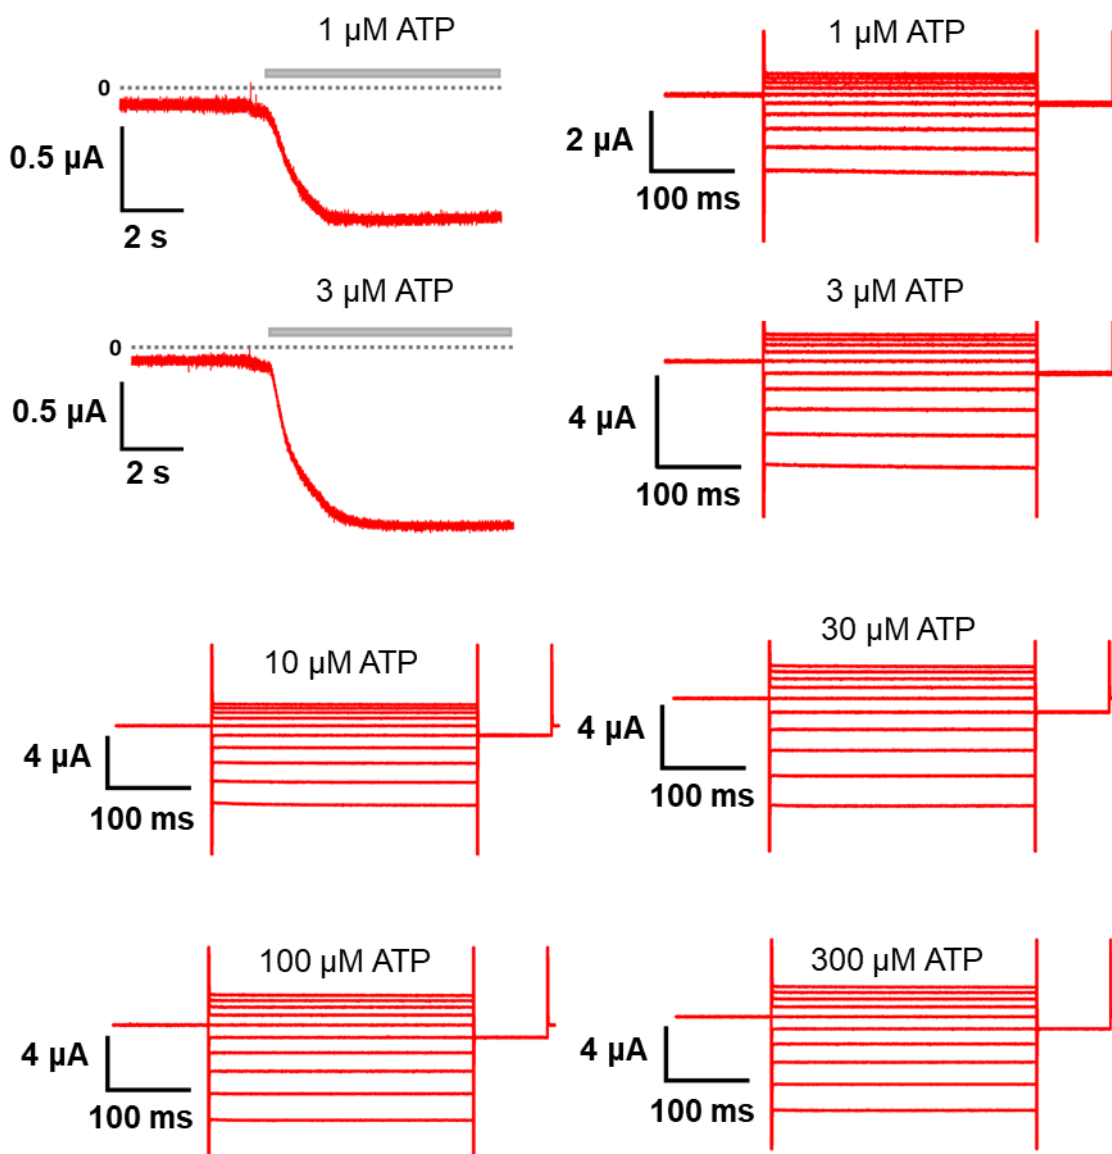 1 µM ATP
0
0.5 µA
2 s
1 µM ATP
2 µA
100 ms
3 µM ATP
0
0.5 µA
2 s
3 µM ATP
4 µA
100 ms
10 µM ATP
4 µA
100 ms
30 µM ATP
4 µA
100 ms
100 µM ATP
4 µA
100 ms
300 µM ATP
4 µA
100 ms